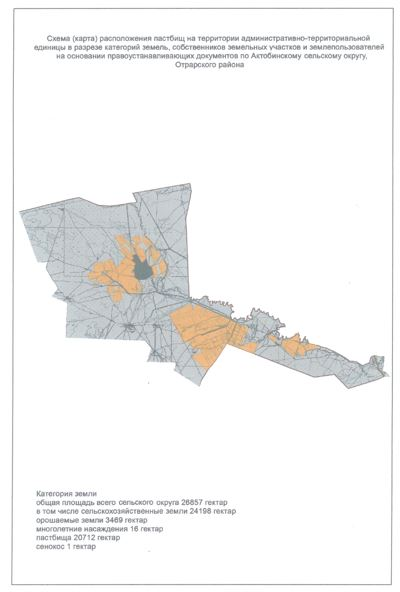 Схема (карта) расположения пастбищ на территории административно-территориальной
единицы в разрезе категорий земель, собственников земельных участков и землепользователей
на основании правоустанавливающих документов по Актобинскому сельскому округу,
Отрарского района
Категория земли
общая площадь всего сельского округа 26857 гектар
в том числе сельскохозяйственные земли 24198 гектар
орошаемые земли 3469 гектар
многолетние насаждения 16 гектар
пастбища 20712 гектар
сенокос 1 гектар